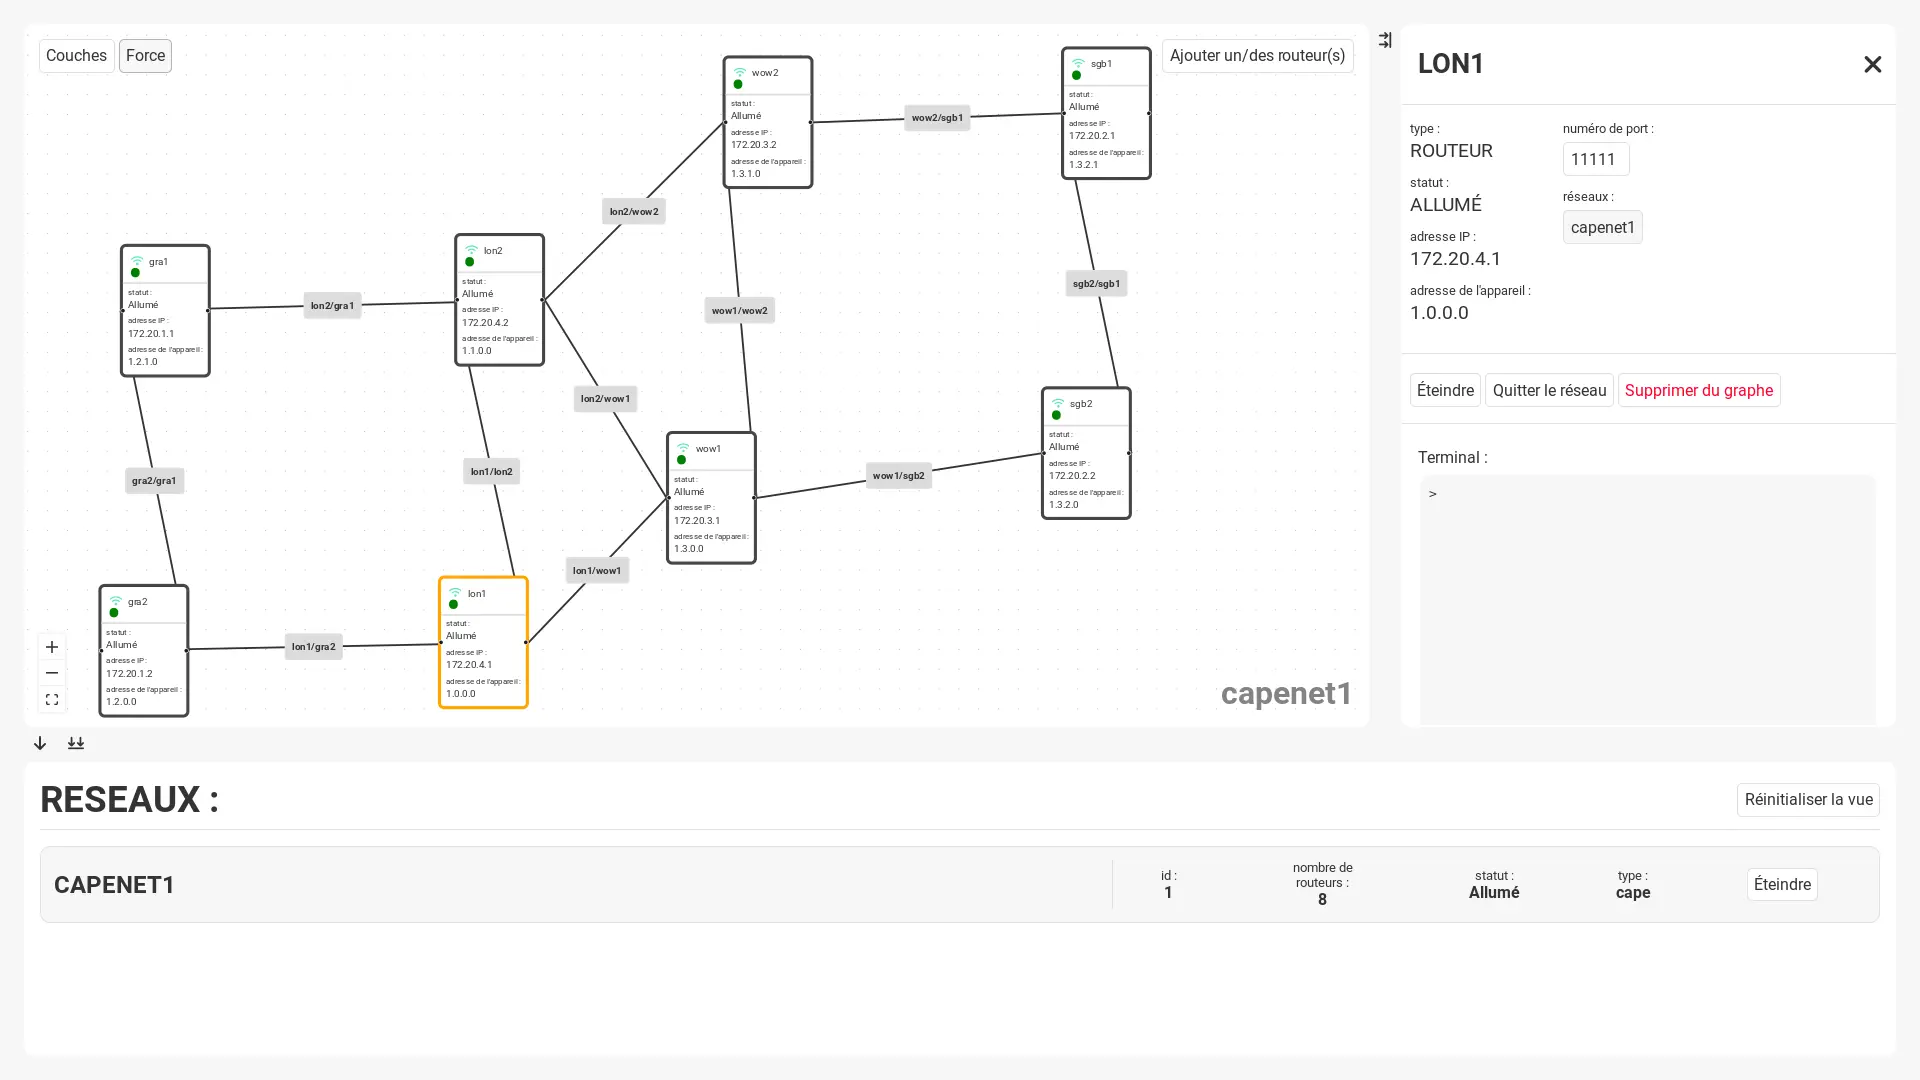 Couches
Force
Ajouter un/des routeur(s)
wow2
statut :
Allumé
adresse IP :
172.20.3.2
adresse de l'appareil :
1.3.1.0
wow2/sgb1
sgb1
statut :
Allumé
adresse IP :
172.20.2.1
adresse de l'appareil :
1.3.2.1
lon2/wow2
gra1
statut :
Allumé
adresse IP :
172.20.1.1
adresse de l'appareil :
1.2.1.0
lon2/gra1
lon2
statut :
Allumé
adresse IP :
172.20.4.2
adresse de l'appareil :
1.1.0.0
wow1/wow2
sgb2/sgb1
lon2/wow1
gra2/gra1
lon1/lon2
wow1
statut :
Allumé
adresse IP :
172.20.3.1
adresse de l'appareil :
1.3.0.0
wow1/sgb2
sgb2
statut :
Allumé
adresse IP :
172.20.2.2
adresse de l'appareil :
1.3.2.0
lon1/wow1
gra2
statut :
Allumé
adresse IP :
172.20.1.2
adresse de l'appareil :
1.2.0.0
lon1/gra2
lon1
statut :
Allumé
adresse IP :
172.20.4.1
adresse de l'appareil :
1.0.0.0
capenet1
LON1
type :
ROUTEUR
statut :
ALLUMÉ
adresse IP :
172.20.4.1
adresse de l'appareil :
1.0.0.0
numéro de port :
11111
réseaux :
capenet1
Éteindre
Quitter le réseau
Supprimer du graphe
Terminal :
>
RESEAUX :
Réinitialiser la vue
CAPENET1
id :
1
nombre de
routeurs :
8
statut :
Allumé
type :
cape
Éteindre